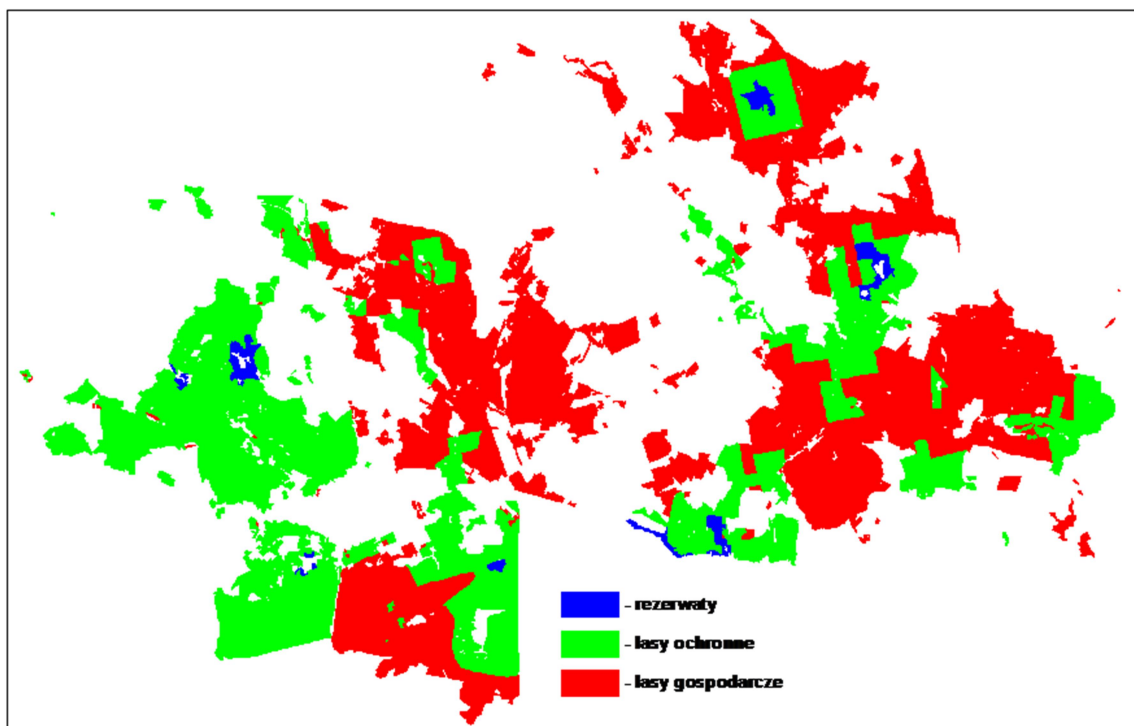 - rezerwaty
- lasy ochronne
- lasy gospodarcze